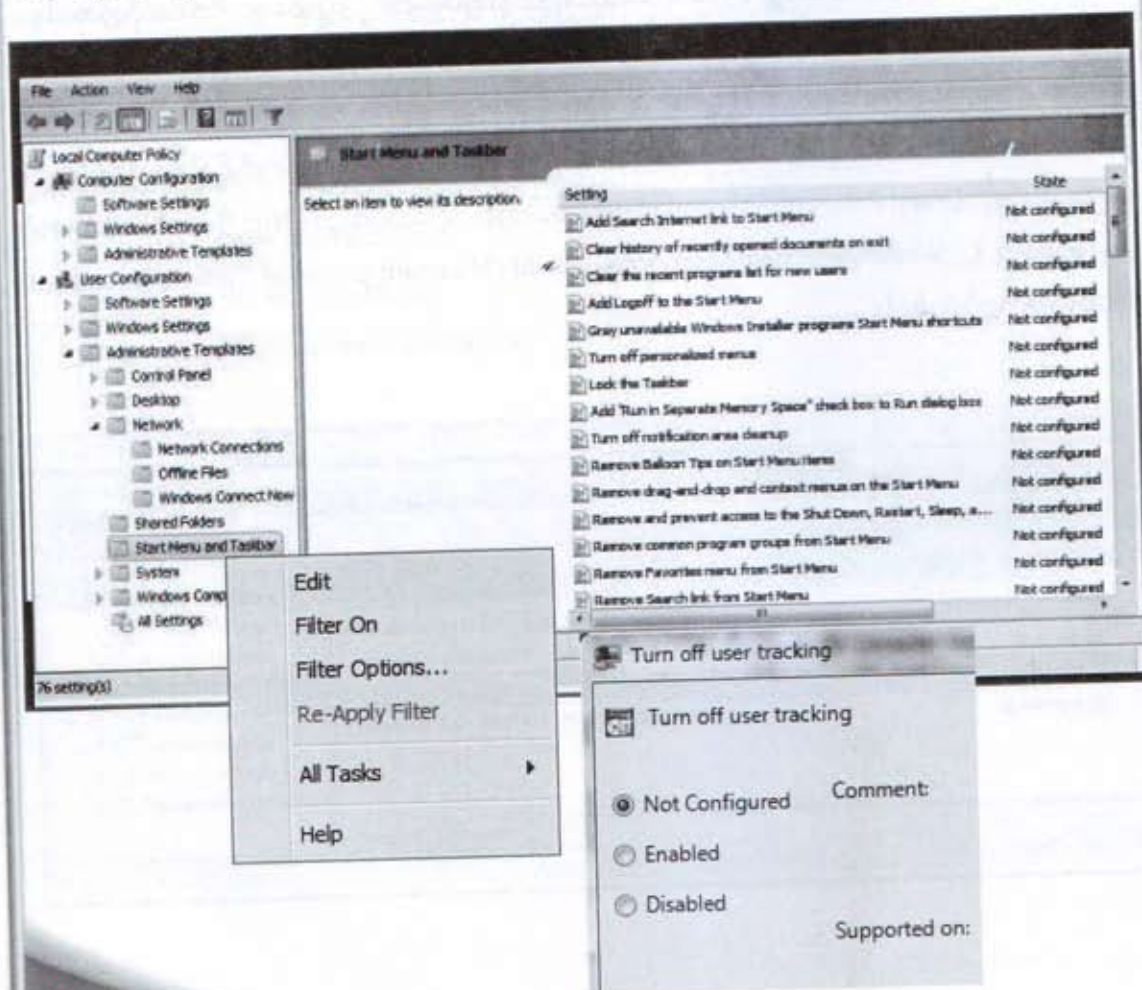 File Action View Help
Local Computer Policy
Computer Configuration
Software Settings
Windows Settings
Administrative Templates
User Configuration
Software Settings
Windows Settings
Administrative Templates
Control Panel
Desktop
Network
Network Connections
Offline Files
Windows Connect Now
Shared Folders
Start Menu and Taskbar
System
Windows Comp
All Settings
76 setting(s)
Start Menu and Taskbar
Select an item to view its description.
Setting State
Add Search Internet link to Start Menu Not configured
Clear history of recently opened documents on exit Not configured
Clear the recent programs list for new users Not configured
Add Logoff to the Start Menu Not configured
Gray unavailable Windows Installer programs Start Menu shortcuts Not configured
Turn off personalized menus Not configured
Lock the Taskbar Not configured
Add "Run in Separate Memory Space" check box to Run dialog box Not configured
Turn off notification area cleanup Not configured
Remove Balloon Tips on Start Menu items Not configured
Remove drag-and-drop and context menus on the Start Menu Not configured
Remove and prevent access to the Shut Down, Restart, Sleep, a... Not configured
Remove common program groups from Start Menu Not configured
Remove Favorites menu from Start Menu Not configured
Remove Search link from Start Menu Not configured
Edit
Filter On
Filter Options...
Re-Apply Filter
All Tasks
Help
Turn off user tracking
Turn off user tracking
Not Configured Comment:
Enabled
Disabled
Supported on: